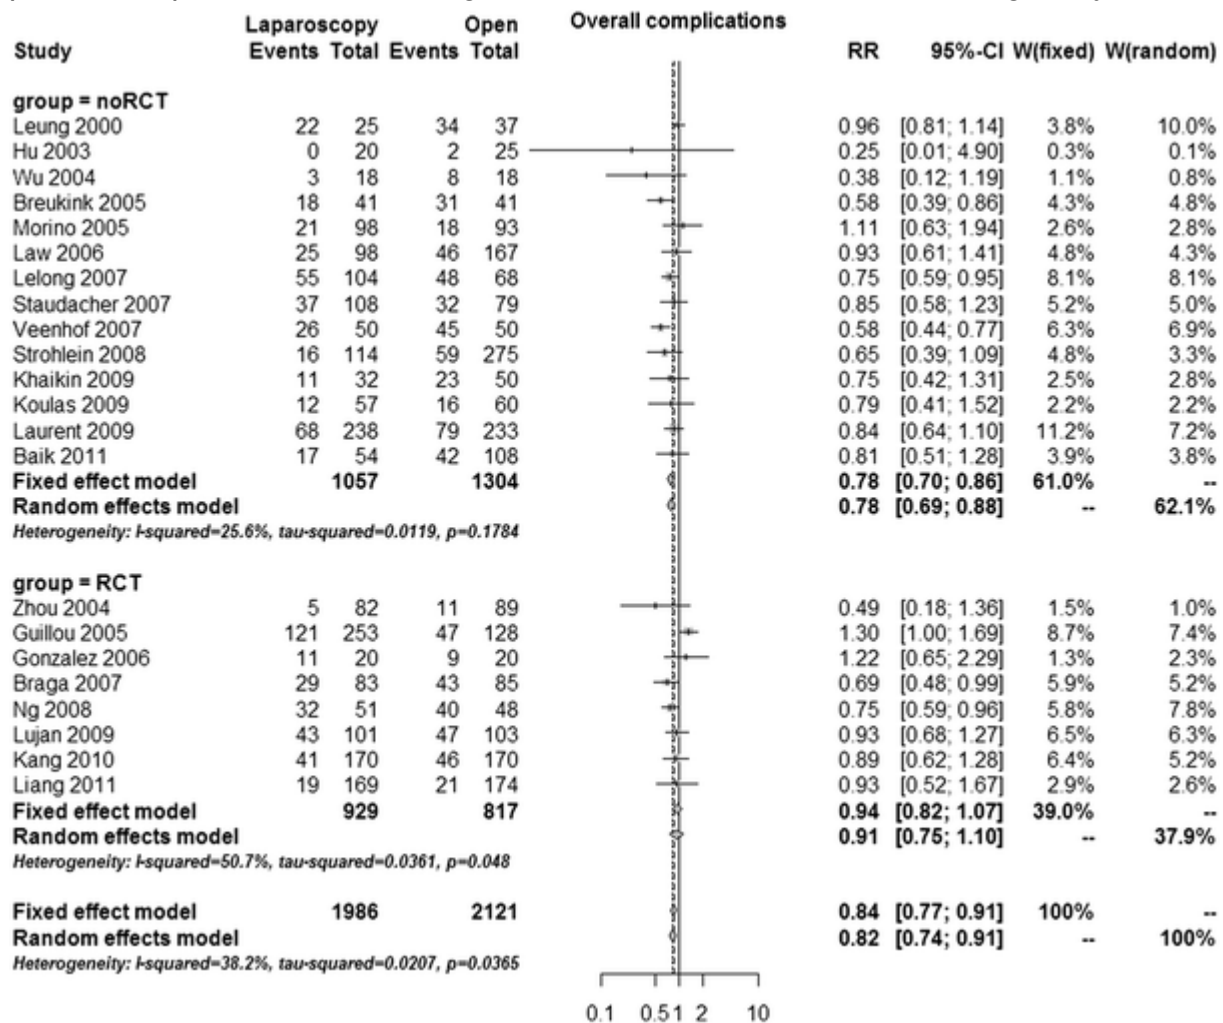 Laparoscopy Open Overall complications
Study Events Total Events Total RR 95%-CI W(fixed) W(random)
group = noRCT
Leung 2000 22 25 34 37 0.96 [0.81; 1.14] 3.8% 10.0%
Hu 2003 0 20 2 25 0.25 [0.01; 4.90] 0.3% 0.1%
Wu 2004 3 18 8 18 0.38 [0.12; 1.19] 1.1% 0.8%
Breukink 2005 18 41 31 41 0.58 [0.39; 0.86] 4.3% 4.8%
Morino 2005 21 98 18 93 1.11 [0.63; 1.94] 2.6% 2.8%
Law 2006 25 98 46 167 0.93 [0.61; 1.41] 4.8% 4.3%
Lelong 2007 55 104 48 68 0.75 [0.59; 0.95] 8.1% 8.1%
Staudacher 2007 37 108 32 79 0.85 [0.58; 1.23] 5.2% 5.0%
Veenhof 2007 26 50 45 50 0.58 [0.44; 0.77] 6.3% 6.9%
Strohlein 2008 16 114 59 275 0.65 [0.39; 1.09] 4.8% 3.3%
Khaikin 2009 11 32 23 50 0.75 [0.42; 1.31] 2.5% 2.8%
Koulas 2009 12 57 16 60 0.79 [0.41; 1.52] 2.2% 2.2%
Laurent 2009 68 238 79 233 0.84 [0.64; 1.10] 11.2% 7.2%
Baik 2011 17 54 42 108 0.81 [0.51; 1.28] 3.9% 3.8%
Fixed effect model 1057 1304 0.78 [0.70; 0.86] 61.0% --
Random effects model 0.78 [0.69; 0.88] -- 62.1%
Heterogeneity: I-squared=25.6%, tau-squared=0.0119, p=0.1784
group = RCT
Zhou 2004 5 82 11 89 0.49 [0.18; 1.36] 1.5% 1.0%
Guillou 2005 121 253 47 128 1.30 [1.00; 1.69] 8.7% 7.4%
Gonzalez 2006 11 20 9 20 1.22 [0.65; 2.29] 1.3% 2.3%
Braga 2007 29 83 43 85 0.69 [0.48; 0.99] 5.9% 5.2%
Ng 2008 32 51 40 48 0.75 [0.59; 0.96] 5.8% 7.8%
Lujan 2009 43 101 47 103 0.93 [0.68; 1.27] 6.5% 6.3%
Kang 2010 41 170 46 170 0.89 [0.62; 1.28] 6.4% 5.2%
Liang 2011 19 169 21 174 0.93 [0.52; 1.67] 2.9% 2.6%
Fixed effect model 929 817 0.94 [0.82; 1.07] 39.0% --
Random effects model 0.91 [0.75; 1.10] -- 37.9%
Heterogeneity: I-squared=50.7%, tau-squared=0.0361, p=0.048
Fixed effect model 1986 2121 0.84 [0.77; 0.91] 100% --
Random effects model 0.82 [0.74; 0.91] -- 100%
Heterogeneity: I-squared=38.2%, tau-squared=0.0207, p=0.0365
0.1 0.5 1 2 10